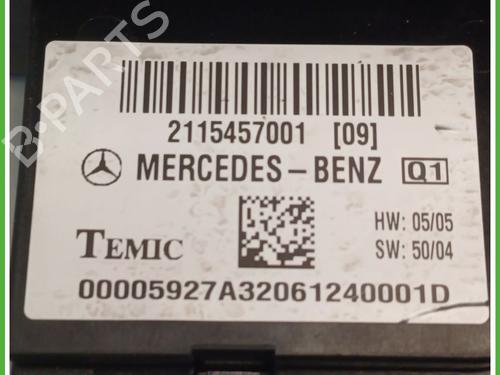 2115457001 [09]
MERCEDES-BENZ Q1
HW: 05/05
TEMIC
SW: 50/04
00005927A32061240001D
B-PARTS